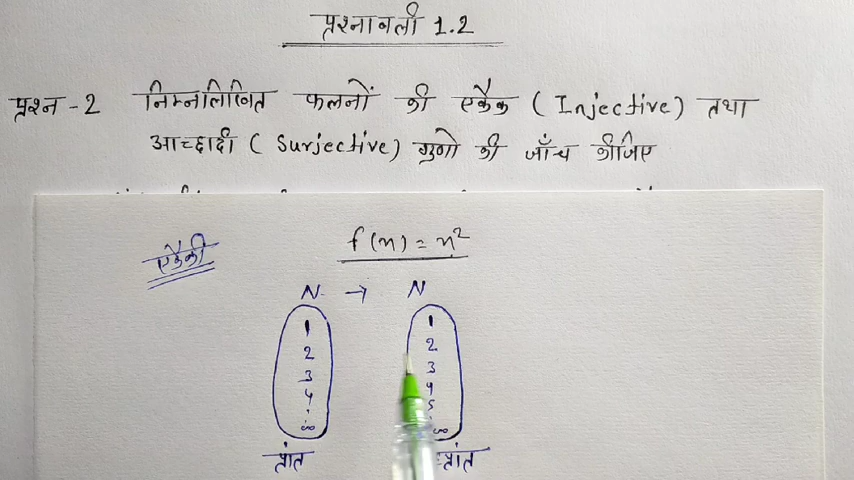 प्रश्नावली 1.2
प्रश्न-2 निम्नलिखित फलनों की एकैक (Injective) तथा
आच्छादी (Surjective) गुणो की जाँच कीजिए
एकैकी
f(n) = n²
N → N
1 1
2 2
3 3
4 4
5
∞ ∞
प्रांत प्रांत